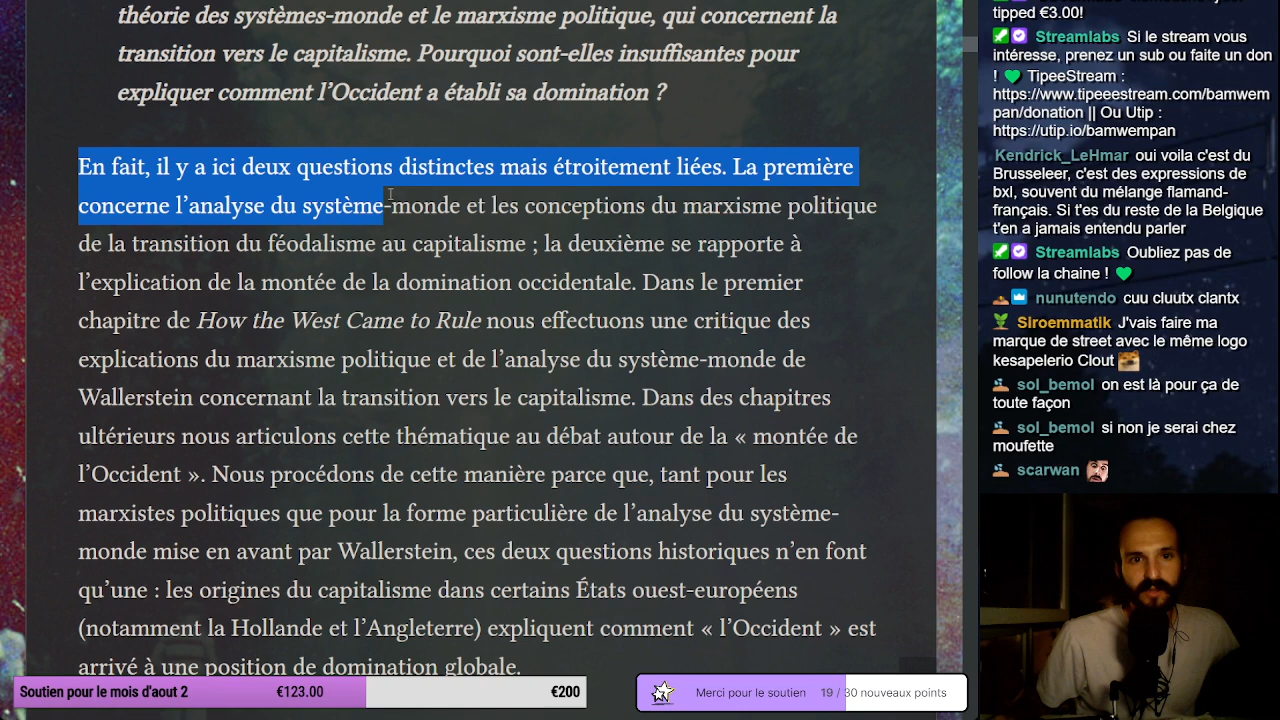 théorie des systèmes-monde et le marxisme politique, qui concernent la
transition vers le capitalisme. Pourquoi sont-elles insuffisantes pour
expliquer comment l’Occident a établi sa domination ?
En fait, il y a ici deux questions distinctes mais étroitement liées. La première
concerne l’analyse du système-monde et les conceptions du marxisme politique
de la transition du féodalisme au capitalisme ; la deuxième se rapporte à
l’explication de la montée de la domination occidentale. Dans le premier
chapitre de How the West Came to Rule nous effectuons une critique des
explications du marxisme politique et de l’analyse du système-monde de
Wallerstein concernant la transition vers le capitalisme. Dans des chapitres
ultérieurs nous articulons cette thématique au débat autour de la « montée de
l’Occident ». Nous procédons de cette manière parce que, tant pour les
marxistes politiques que pour la forme particulière de l’analyse du système-
monde mise en avant par Wallerstein, ces deux questions historiques n’en font
qu’une : les origines du capitalisme dans certains États ouest-européens
(notamment la Hollande et l’Angleterre) expliquent comment « l’Occident » est
arrivé à une position de domination globale.
Soutien pour le mois d'aout 2 €123.00 €200
Merci pour le soutien 19 / 30 nouveaux points
tipped €3.00!
Streamlabs Si le stream vous
intéresse, prenez un sub ou faite un don
! TipeeStream :
https://www.tipeeestream.com/bamwem
pan/donation || Ou Utip :
https://utip.io/bamwempan
Kendrick_LeHmar oui voila c'est du
Brusseleer, c'est des expressions de
bxl, souvent du mélange flamand-
français. Si t'es du reste de la Belgique
t'en a jamais entendu parler
Streamlabs Oubliez pas de
follow la chaine !
nunutendo cuu cluutx clantx
Siroemmatik J'vais faire ma
marque de street avec le même logo
kesapelerio Clout
sol_bemol on est là pour ça de
toute façon
sol_bemol si non je serai chez
moufette
scarwan